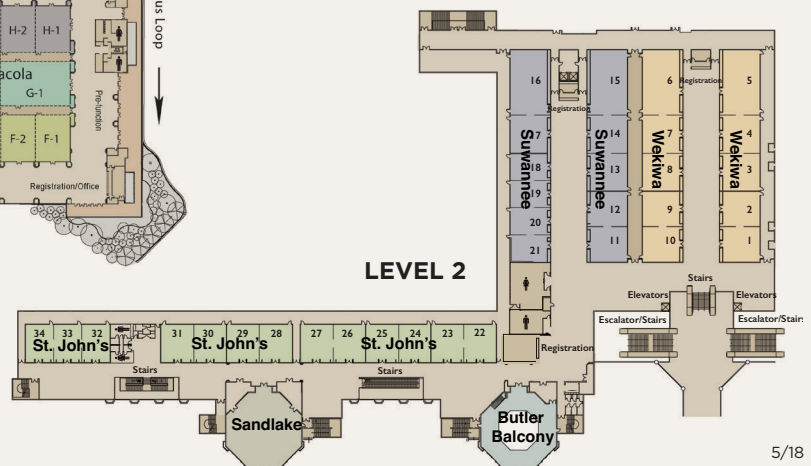 H-2 H-1
us Loop
acola
G-1
Pre-function
F-2 F-1
Registration/Office
LEVEL 2
16
17
18
19
20
21
Suwannee
Registration
15
14
13
12
11
Suwannee
6
7
8
9
10
Wekiwa
Registration
5
4
3
2
1
Wekiwa
Stairs
Elevators
Elevators
Escalator/Stairs
Escalator/Stairs
Registration
34 33 32
St. John's
31 30 29 28
St. John's
27 26 25 24 23 22
St. John's
Stairs
Stairs
Sandlake
Butler
Balcony
5/18